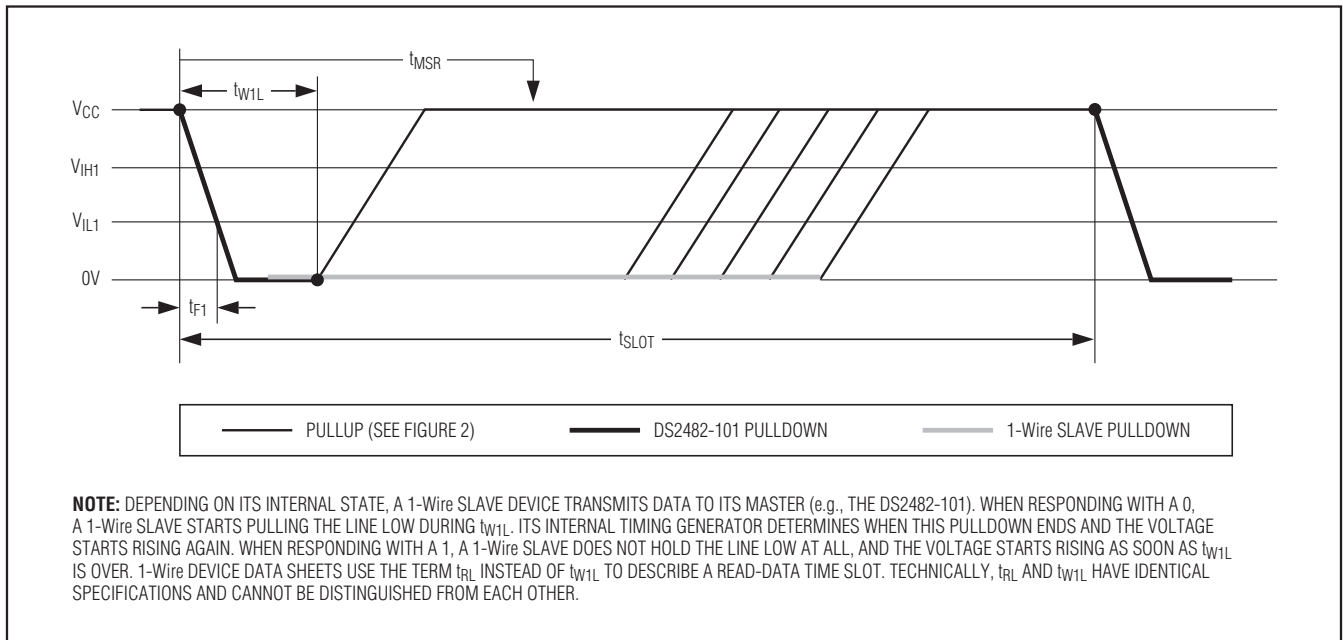 tMSR
tW1L
VCC
VIH1
VIL1
0V
tF1
tSLOT
PULLUP (SEE FIGURE 2)
DS2482-101 PULLDOWN
1-Wire SLAVE PULLDOWN
NOTE: DEPENDING ON ITS INTERNAL STATE, A 1-Wire SLAVE DEVICE TRANSMITS DATA TO ITS MASTER (e.g., THE DS2482-101). WHEN RESPONDING WITH A 0,
A 1-Wire SLAVE STARTS PULLING THE LINE LOW DURING tW1L. ITS INTERNAL TIMING GENERATOR DETERMINES WHEN THIS PULLDOWN ENDS AND THE VOLTAGE
STARTS RISING AGAIN. WHEN RESPONDING WITH A 1, A 1-Wire SLAVE DOES NOT HOLD THE LINE LOW AT ALL, AND THE VOLTAGE STARTS RISING AS SOON AS tW1L
IS OVER. 1-Wire DEVICE DATA SHEETS USE THE TERM tRL INSTEAD OF tW1L TO DESCRIBE A READ-DATA TIME SLOT. TECHNICALLY, tRL AND tW1L HAVE IDENTICAL
SPECIFICATIONS AND CANNOT BE DISTINGUISHED FROM EACH OTHER.